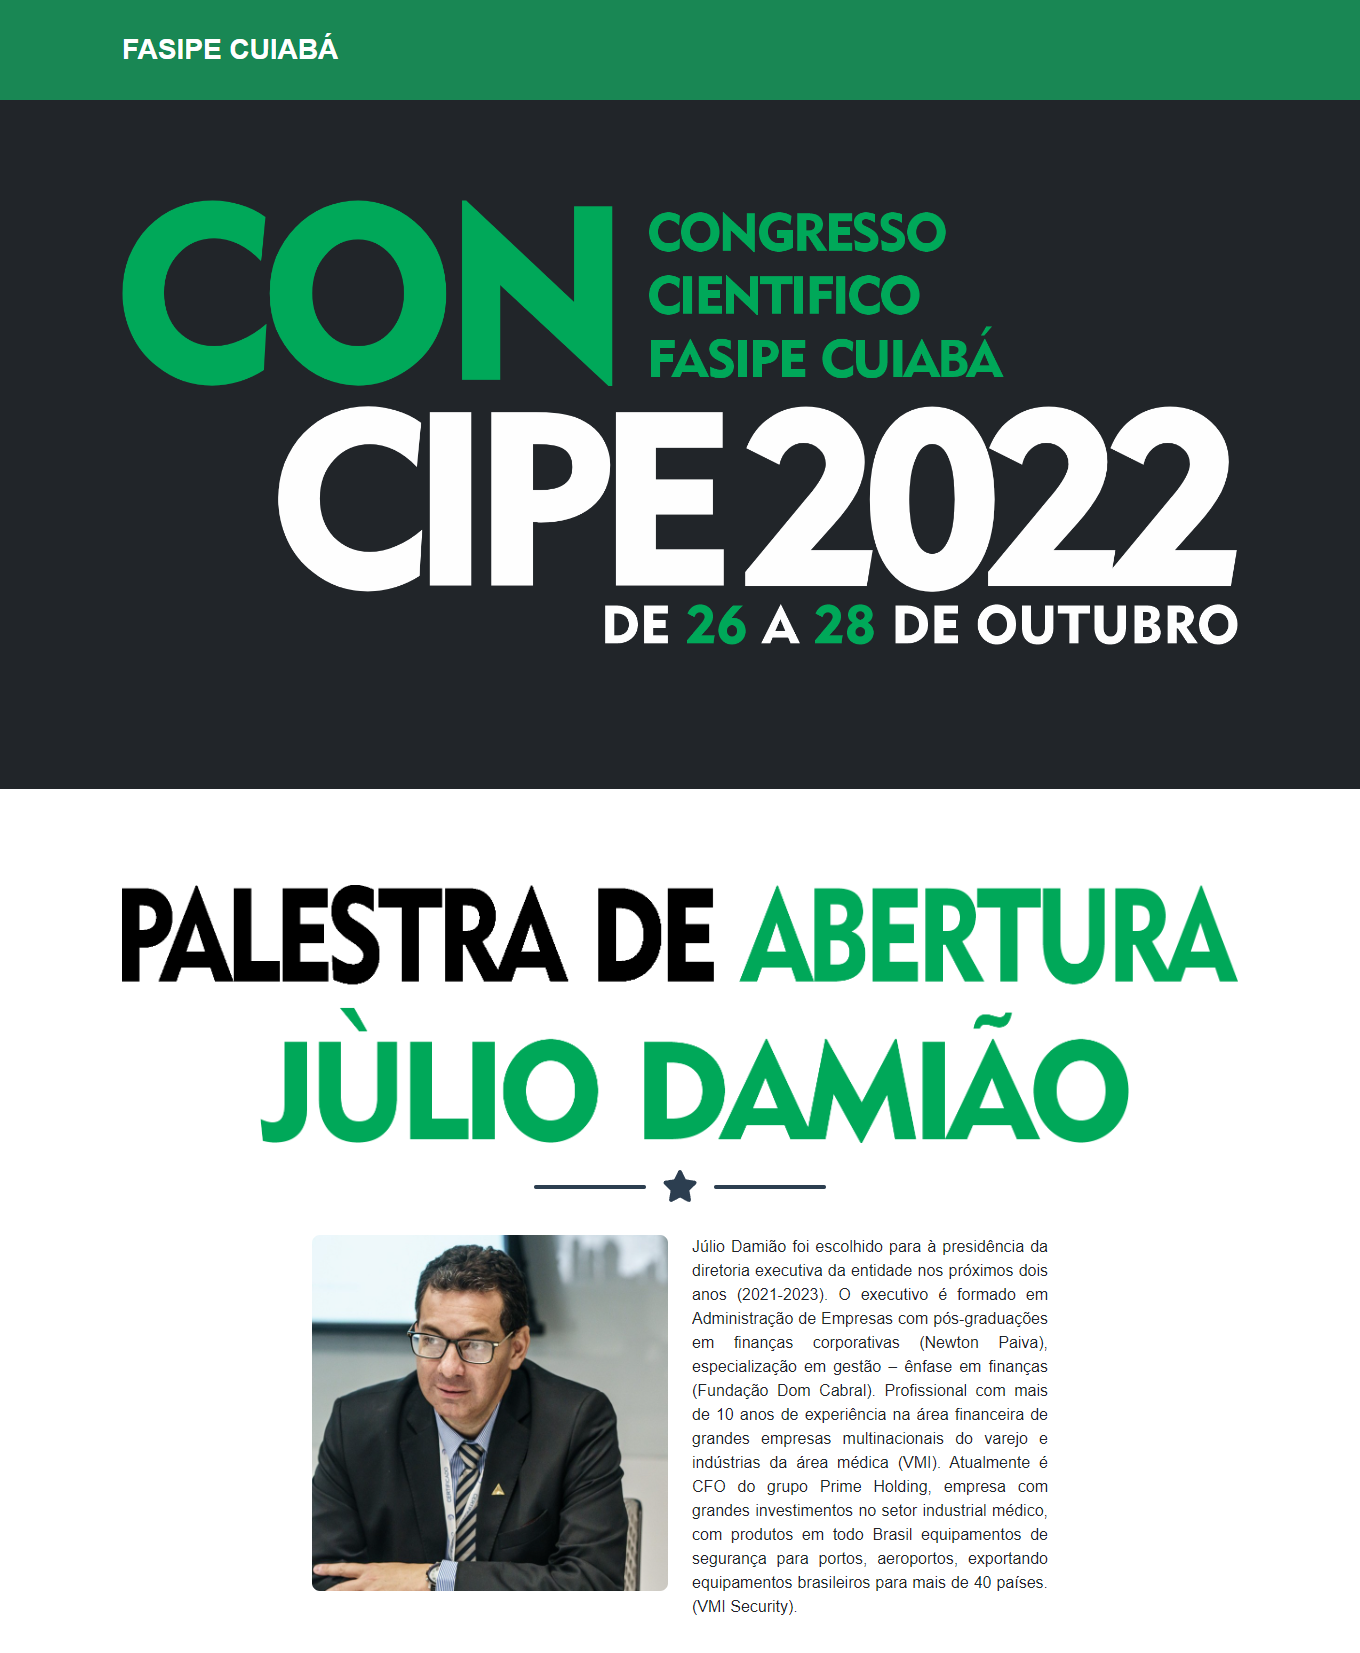 FASIPE CUIABÁ
CON
CONGRESSO
CIENTIFICO
FASIPE CUIABÁ
CIPE 2022
DE 26 A 28 DE OUTUBRO
PALESTRA DE ABERTURA
JÙLIO DAMIÃO
Júlio Damião foi escolhido para à presidência da
diretoria executiva da entidade nos próximos dois
anos (2021-2023). O executivo é formado em
Administração de Empresas com pós-graduações
em finanças corporativas (Newton Paiva),
especialização em gestão – ênfase em finanças
(Fundação Dom Cabral). Profissional com mais
de 10 anos de experiência na área financeira de
grandes empresas multinacionais do varejo e
indústrias da área médica (VMI). Atualmente é
CFO do grupo Prime Holding, empresa com
grandes investimentos no setor industrial médico,
com produtos em todo Brasil equipamentos de
segurança para portos, aeroportos, exportando
equipamentos brasileiros para mais de 40 países.
(VMI Security).